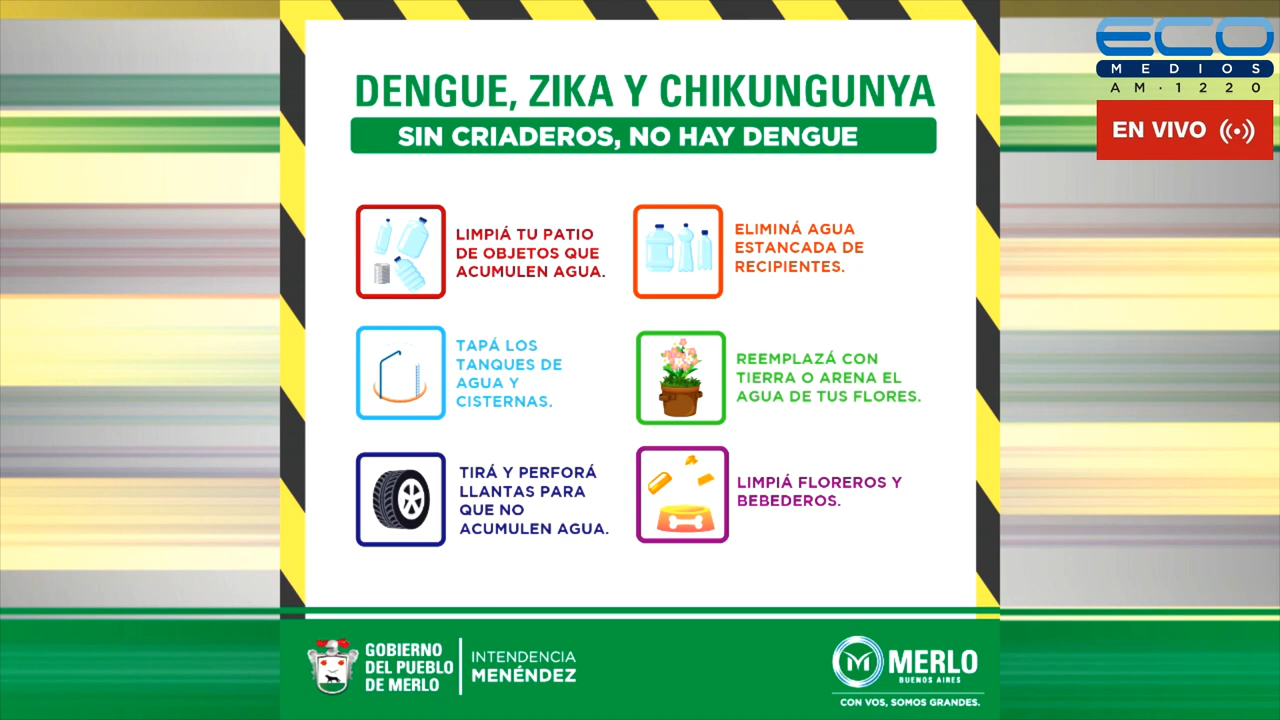 ECO
MEDIOS
AM·1220
EN VIVO
DENGUE, ZIKA Y CHIKUNGUNYA
SIN CRIADEROS, NO HAY DENGUE
LIMPIÁ TU PATIO
DE OBJETOS QUE
ACUMULEN AGUA.
ELIMINÁ AGUA
ESTANCADA DE
RECIPIENTES.
TAPÁ LOS
TANQUES DE
AGUA Y
CISTERNAS.
REEMPLAZÁ CON
TIERRA O ARENA EL
AGUA DE TUS FLORES.
TIRÁ Y PERFORÁ
LLANTAS PARA
QUE NO
ACUMULEN AGUA.
LIMPIÁ FLOREROS Y
BEBEDEROS.
GOBIERNO
DEL PUEBLO
DE MERLO
INTENDENCIA
MENÉNDEZ
MERLO
BUENOS AIRES
CON VOS, SOMOS GRANDES.